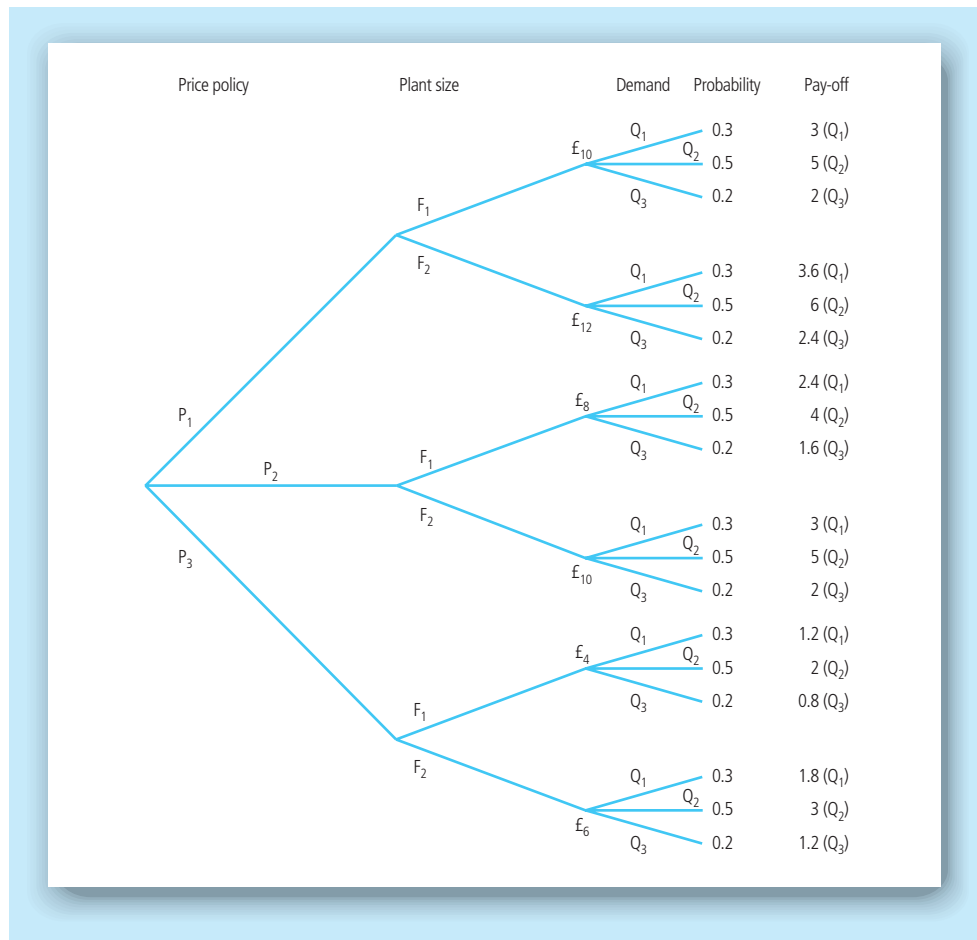 Price policy Plant size Demand Probability Pay-off
Q₁ 0.3 3 (Q₁)
£₁₀ Q₂ 0.5 5 (Q₂)
Q₃ 0.2 2 (Q₃)
F₁
F₂
Q₁ 0.3 3.6 (Q₁)
Q₂ 0.5 6 (Q₂)
£₁₂ Q₃ 0.2 2.4 (Q₃)
Q₁ 0.3 2.4 (Q₁)
£₈ Q₂ 0.5 4 (Q₂)
P₁
Q₃ 0.2 1.6 (Q₃)
F₁
P₂
F₂
Q₁ 0.3 3 (Q₁)
Q₂ 0.5 5 (Q₂)
P₃
£₁₀ Q₃ 0.2 2 (Q₃)
Q₁ 0.3 1.2 (Q₁)
£₄ Q₂ 0.5 2 (Q₂)
Q₃ 0.2 0.8 (Q₃)
F₁
F₂
Q₁ 0.3 1.8 (Q₁)
Q₂ 0.5 3 (Q₂)
£₆ Q₃ 0.2 1.2 (Q₃)